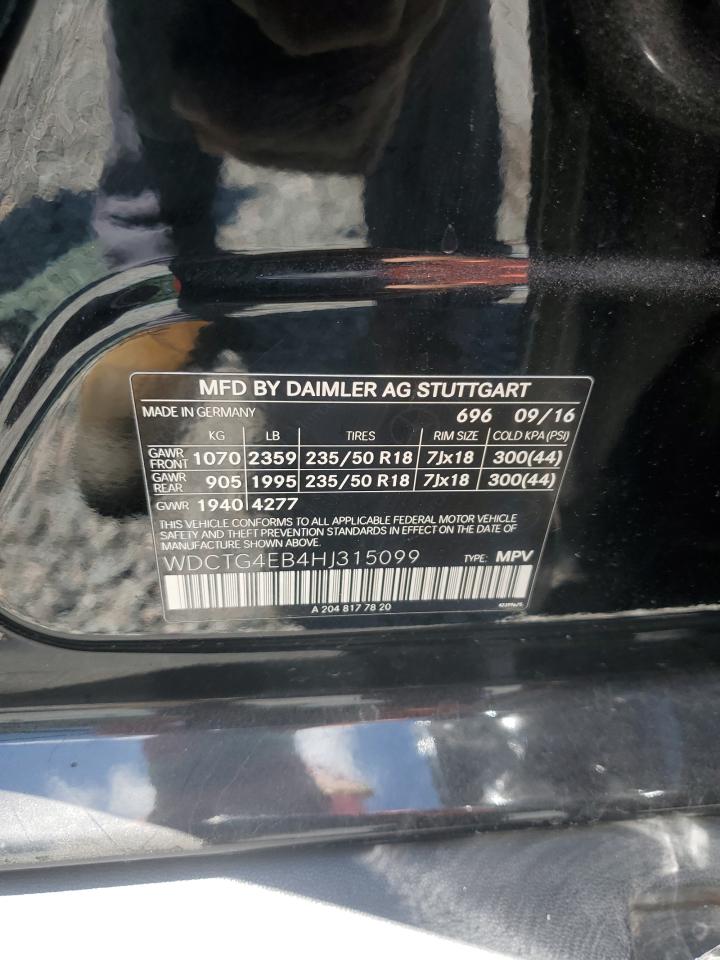 MFD BY DAIMLER AG STUTTGART
MADE IN GERMANY 696 09/16
KG LB TIRES RIM SIZE COLD KPA (PSI)
GAWR FRONT 1070 2359 235/50 R18 7Jx18 300(44)
GAWR REAR 905 1995 235/50 R18 7Jx18 300(44)
GVWR 1940 4277
THIS VEHICLE CONFORMS TO ALL APPLICABLE FEDERAL MOTOR VEHICLE
SAFETY AND THEFT PREVENTION STANDARDS IN EFFECT ON THE DATE OF
MANUFACTURE SHOWN ABOVE.
WDCTG4EB4HJ315099 TYPE: MPV
A 204 817 78 20